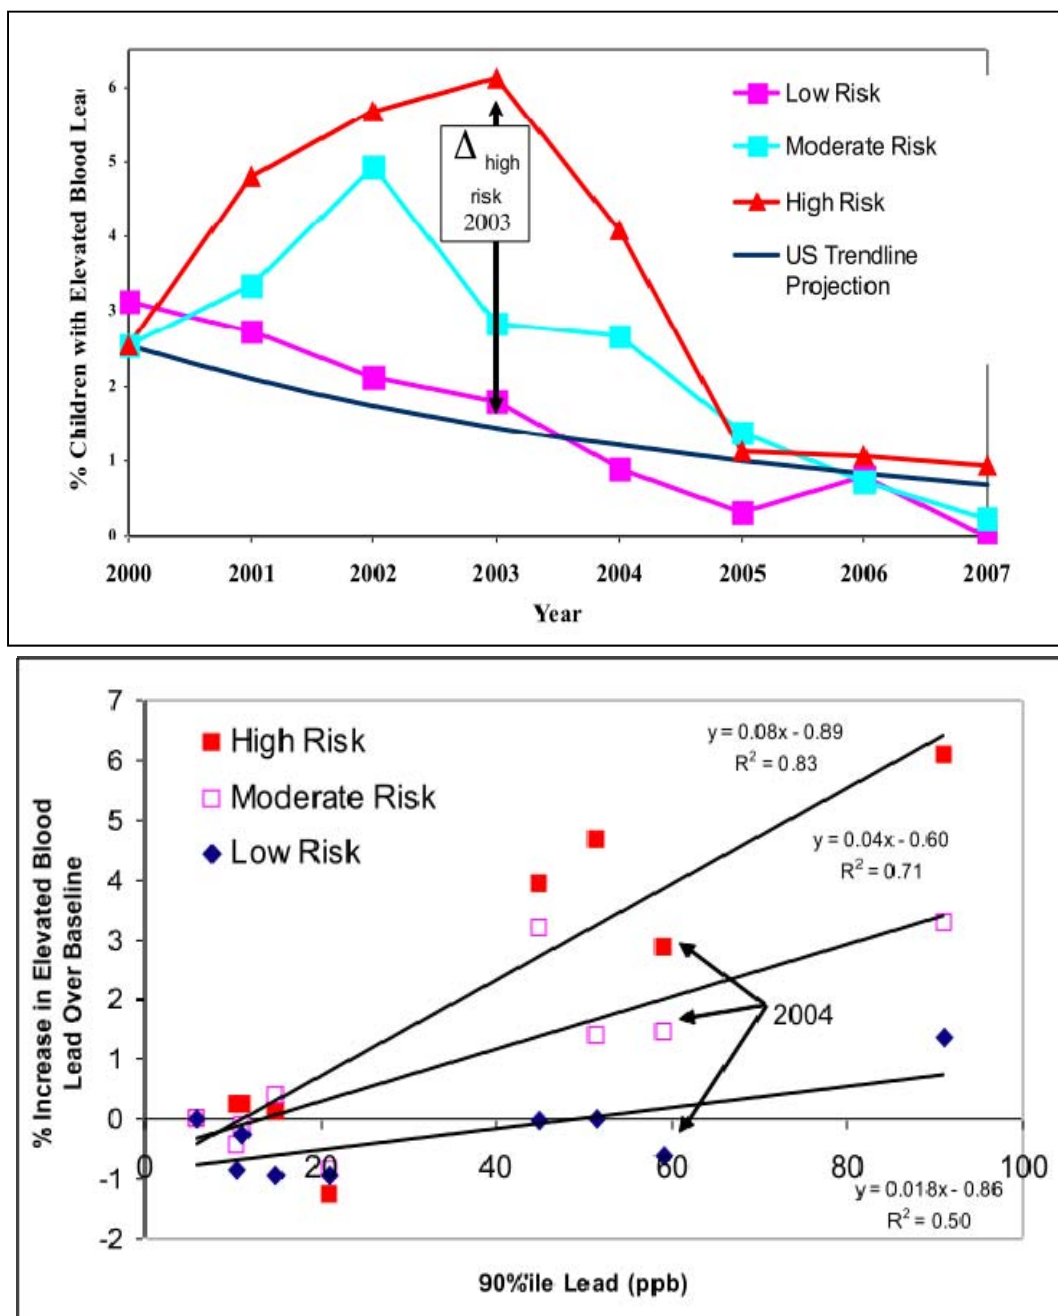 % Children with Elevated Blood Lea
6
5
4
3
2
1
0
Δ high
risk
2003
Low Risk
Moderate Risk
High Risk
US Trendline
Projection
2000 2001 2002 2003 2004 2005 2006 2007
Year
% Increase in Elevated Blood
Lead Over Baseline
7
6
5
4
3
2
1
0
-1
-2
High Risk
Moderate Risk
Low Risk
y = 0.08x - 0.89
R² = 0.83
y = 0.04x - 0.60
R² = 0.71
2004
y = 0.018x - 0.86
R² = 0.50
0 20 40 60 80 100
90%'ile Lead (ppb)